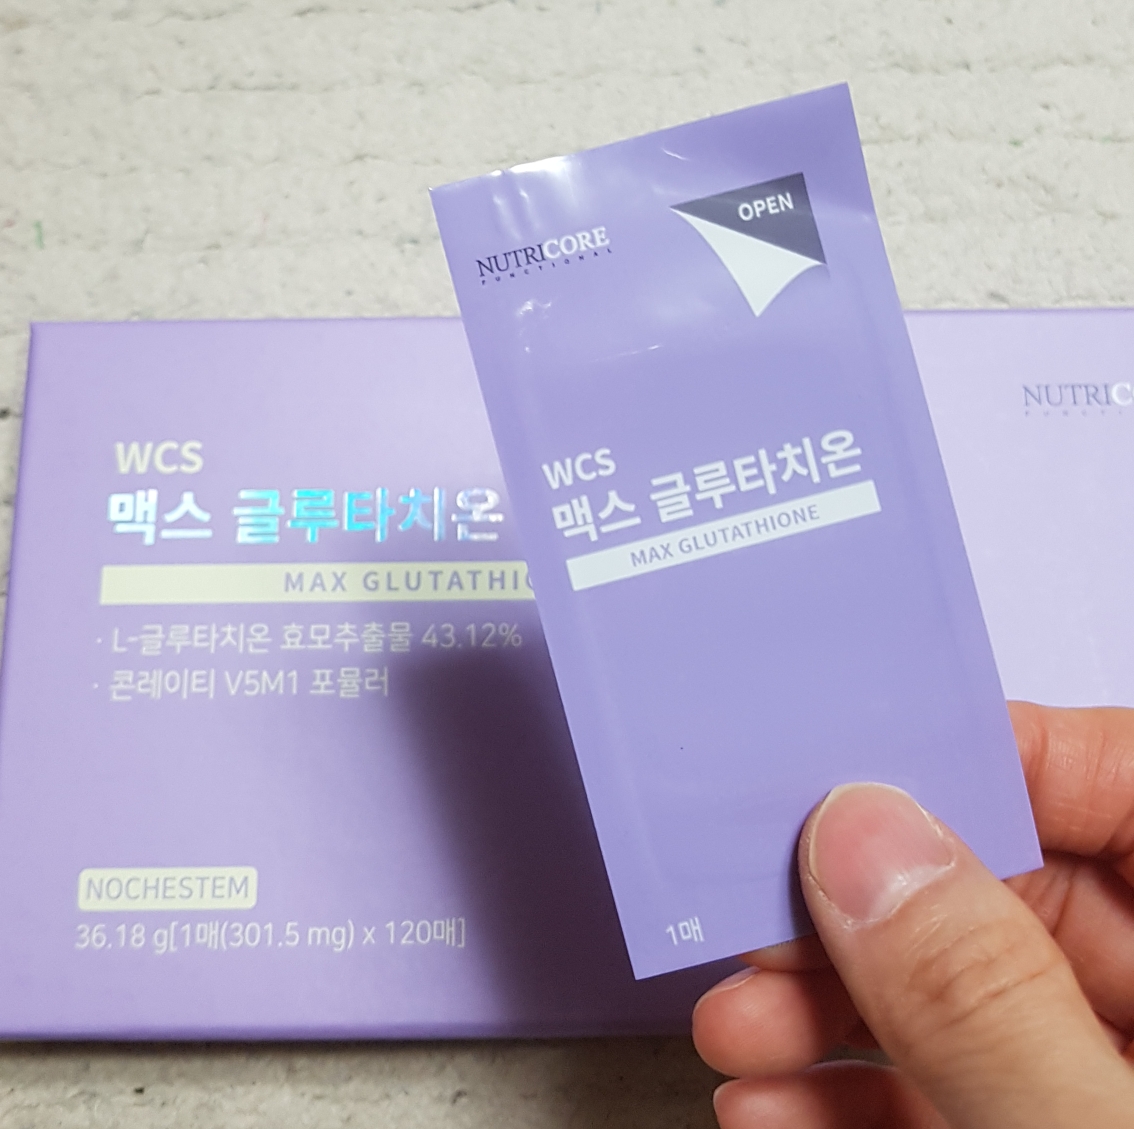 NUTRICORE
FUNCTIONAL
OPEN
WCS
맥스 글루타치온
MAX GLUTATHIONE
1매
WCS
맥스 글루타치온
MAX GLUTATHIO
· L-글루타치온 효모추출물 43.12%
· 콘레이티 V5M1 포뮬러
NOCHESTEM
36.18 g[1매(301.5 mg) x 120매]
NUTRIC